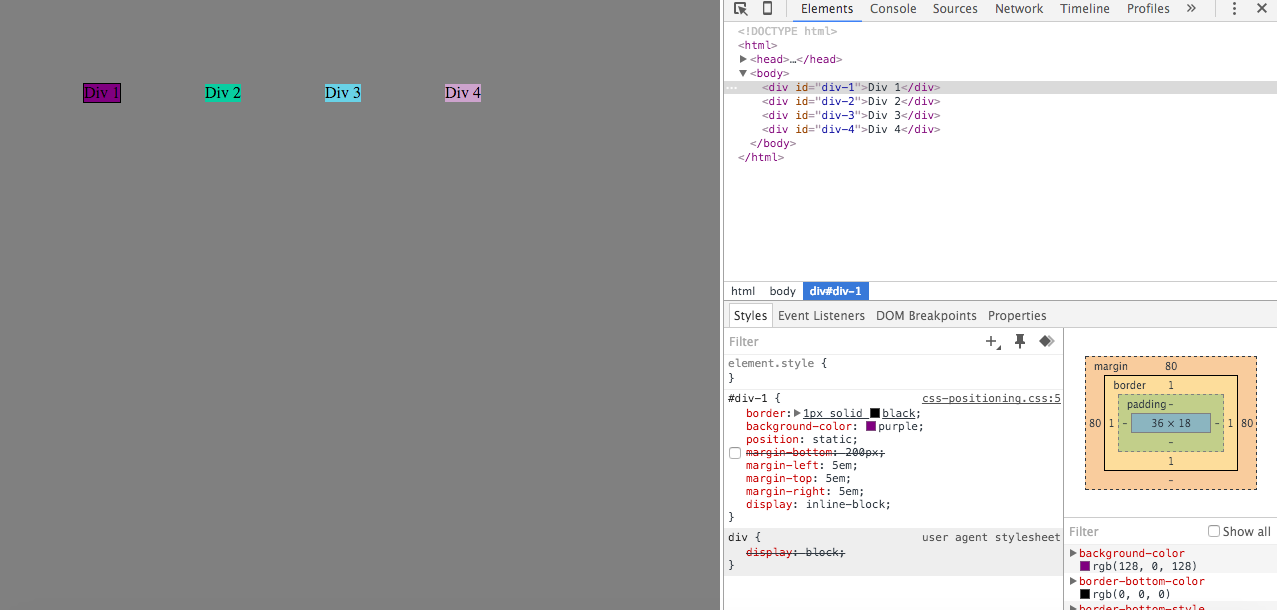 Div 1 Div 2 Div 3 Div 4
Elements Console Sources Network Timeline Profiles »
<!DOCTYPE html>
<html>
▶<head>…</head>
▼<body>
… <div id="div-1">Div 1</div>
<div id="div-2">Div 2</div>
<div id="div-3">Div 3</div>
<div id="div-4">Div 4</div>
</body>
</html>
html body div#div-1
Styles Event Listeners DOM Breakpoints Properties
Filter
element.style {
}
#div-1 { css-positioning.css:5
border:▶1px solid black;
background-color: purple;
position: static;
margin-bottom: 200px;
margin-left: 5em;
margin-top: 5em;
margin-right: 5em;
display: inline-block;
}
div { user agent stylesheet
display: block;
}
margin 80
border 1
padding -
80 1 - 36 × 18 - 1 80
-
1
-
Filter Show all
▶background-color
rgb(128, 0, 128)
▶border-bottom-color
rgb(0, 0, 0)
▶border-bottom-style